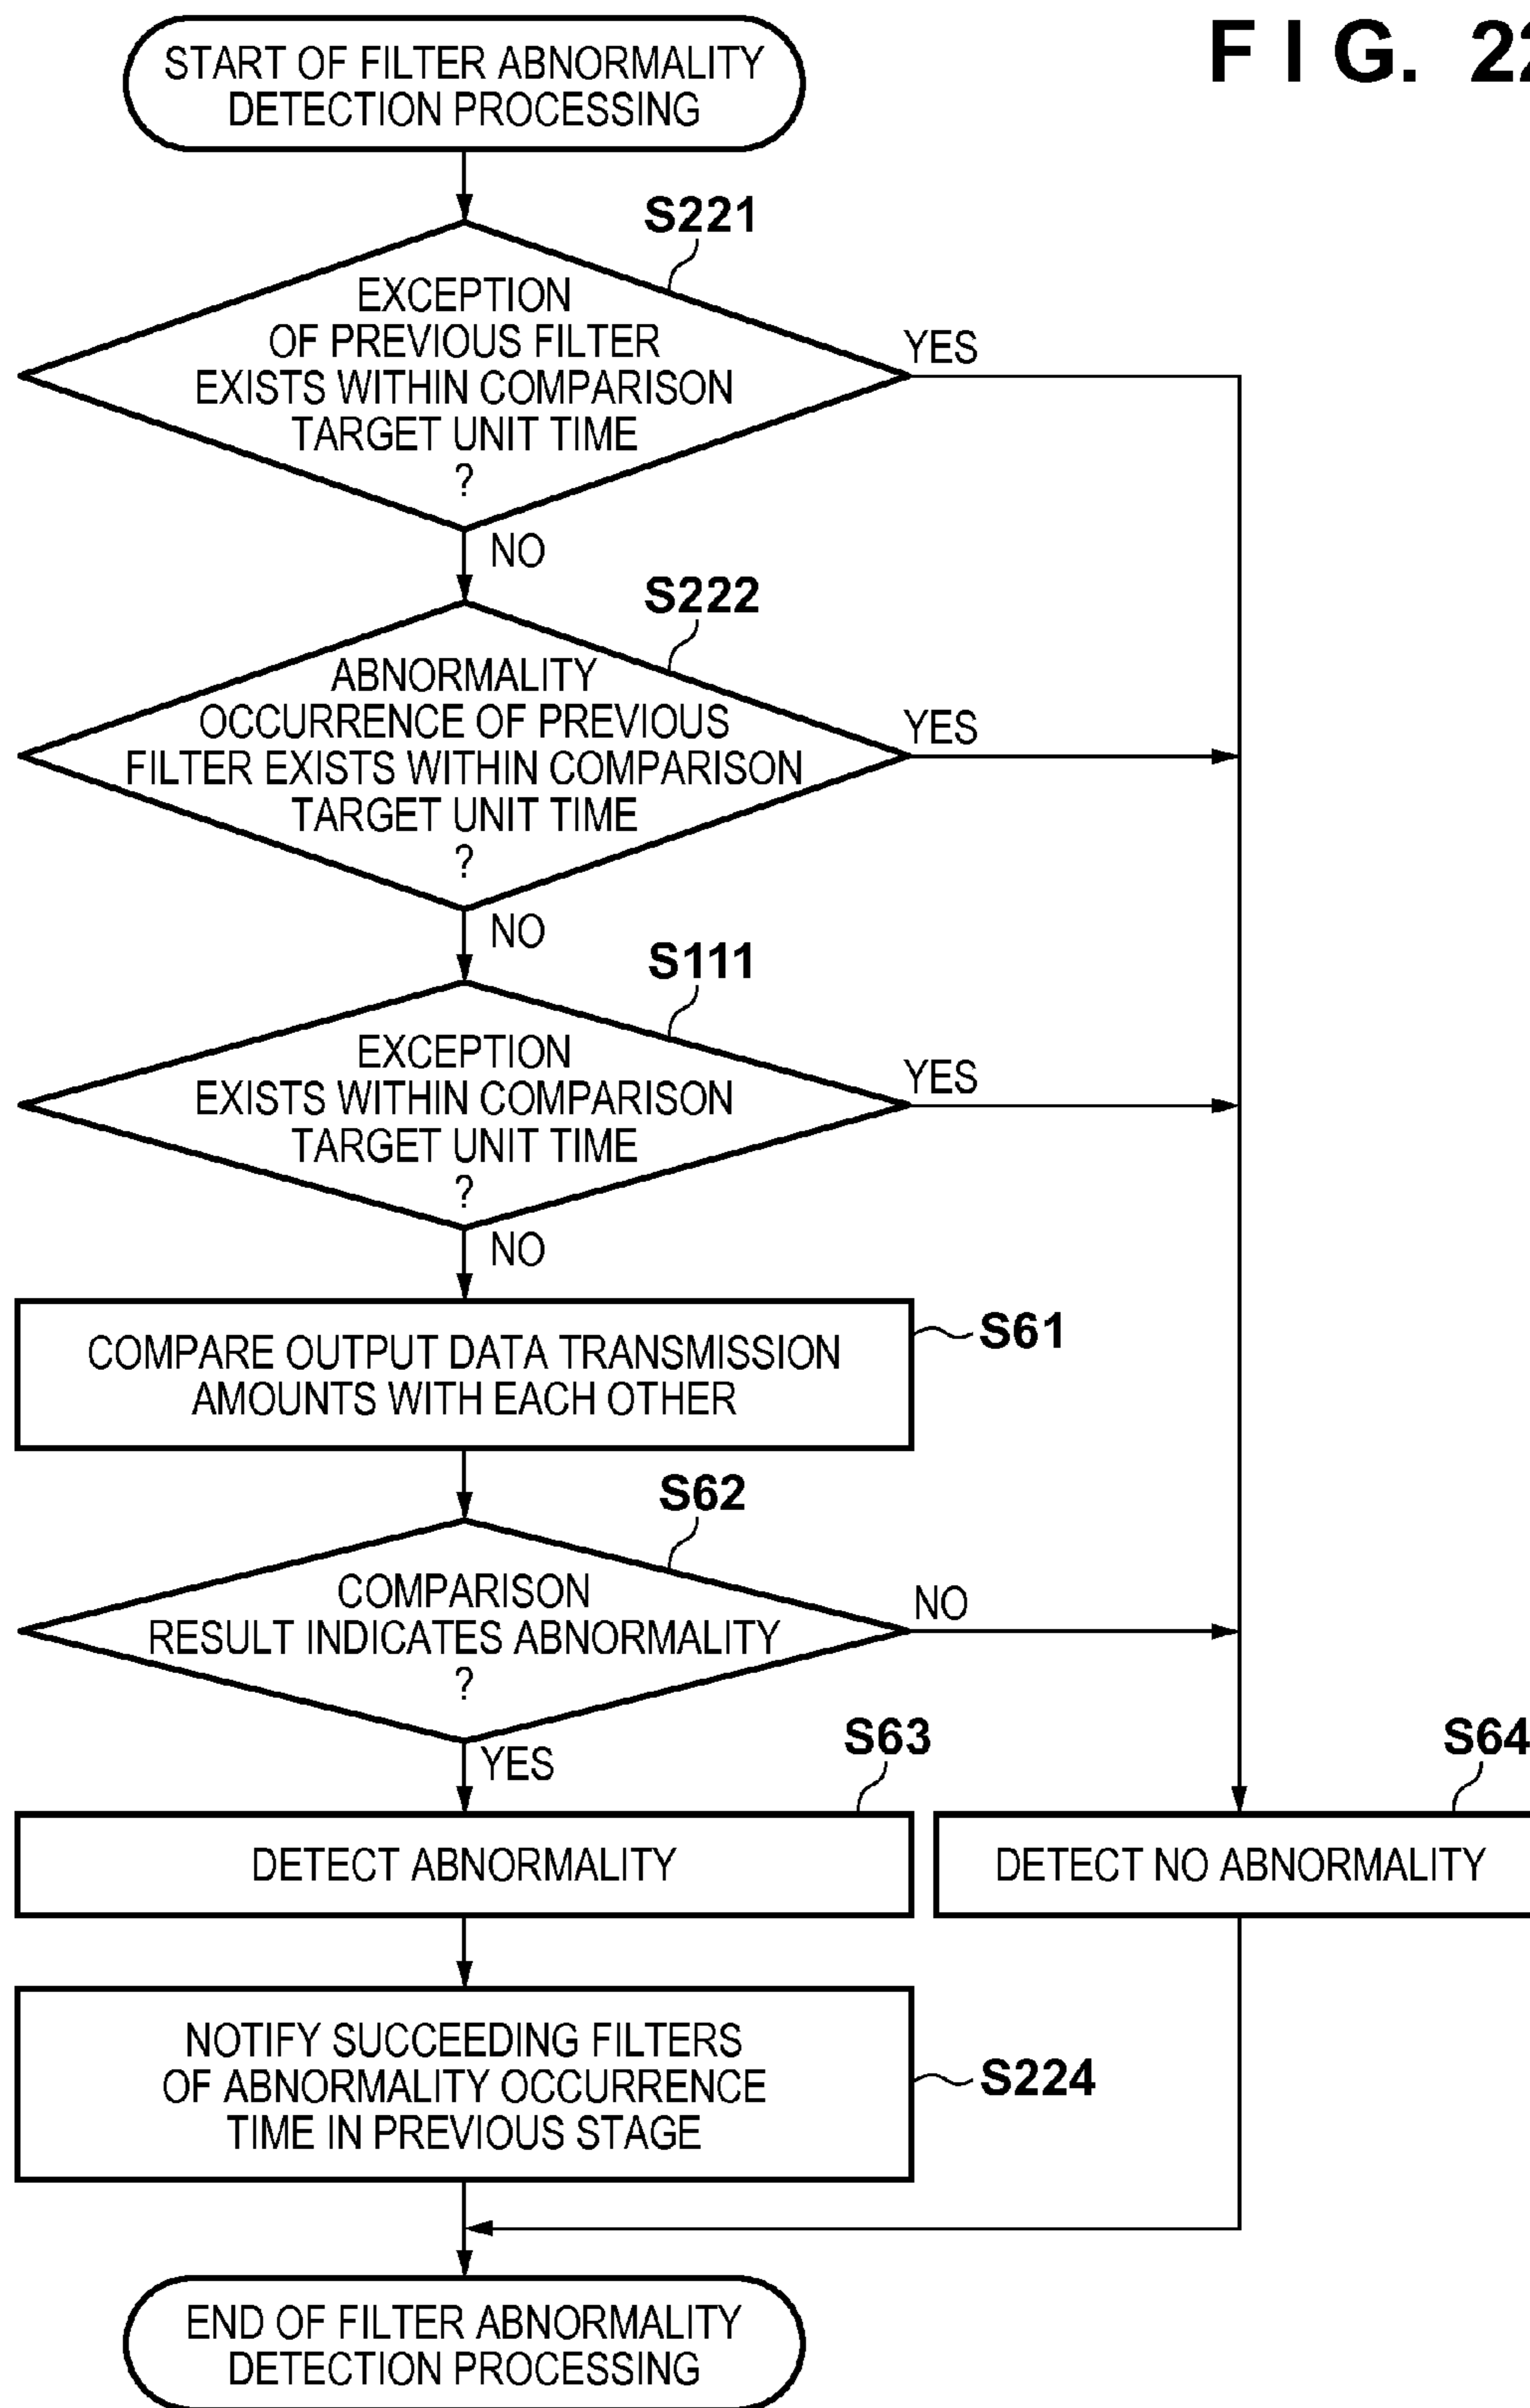 F I G. 22
START OF FILTER ABNORMALITY
DETECTION PROCESSING
S221
EXCEPTION
OF PREVIOUS FILTER
EXISTS WITHIN COMPARISON
TARGET UNIT TIME
?
YES
NO
S222
ABNORMALITY
OCCURRENCE OF PREVIOUS
FILTER EXISTS WITHIN COMPARISON
TARGET UNIT TIME
?
YES
NO
S111
EXCEPTION
EXISTS WITHIN COMPARISON
TARGET UNIT TIME
?
YES
NO
COMPARE OUTPUT DATA TRANSMISSION
AMOUNTS WITH EACH OTHER
S61
S62
COMPARISON
RESULT INDICATES ABNORMALITY
?
NO
YES
S63
DETECT ABNORMALITY
S64
DETECT NO ABNORMALITY
NOTIFY SUCCEEDING FILTERS
OF ABNORMALITY OCCURRENCE
TIME IN PREVIOUS STAGE
S224
END OF FILTER ABNORMALITY
DETECTION PROCESSING